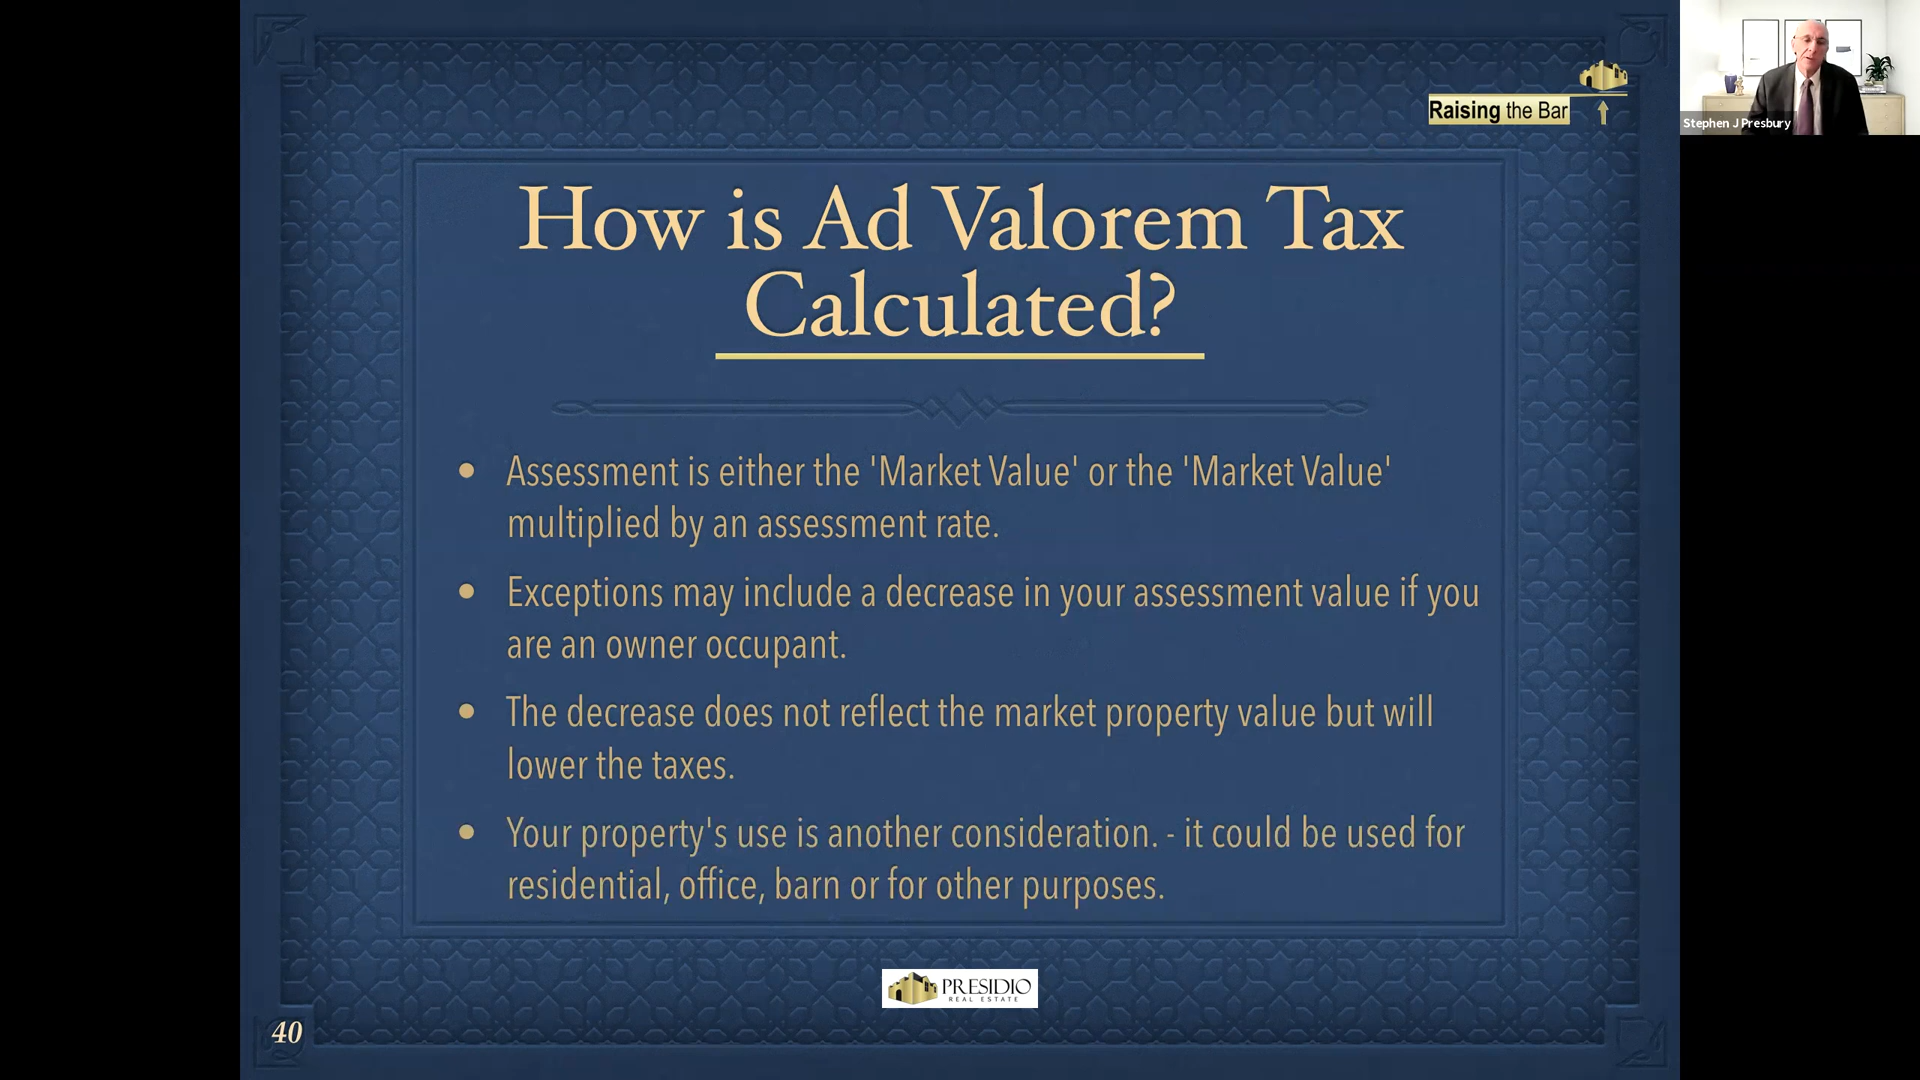 Raising the Bar
Stephen J Presbury
How is Ad Valorem Tax
Calculated?
• Assessment is either the 'Market Value' or the 'Market Value'
multiplied by an assessment rate.
• Exceptions may include a decrease in your assessment value if you
are an owner occupant.
• The decrease does not reflect the market property value but will
lower the taxes.
• Your property's use is another consideration. - it could be used for
residential, office, barn or for other purposes.
PRESIDIO
REAL ESTATE
40